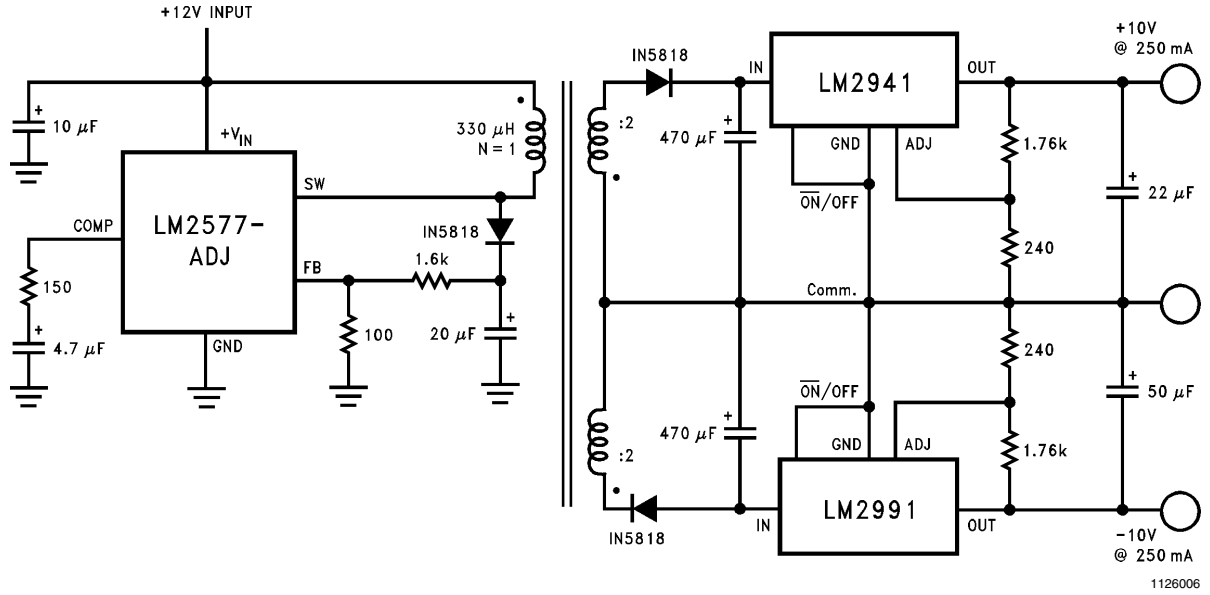 +12V INPUT
10 μF
+
+VIN
LM2577-
ADJ
COMP
SW
FB
GND
150
+
4.7 μF
330 μH
N = 1
IN5818
1.6k
100
+
20 μF
IN5818
:2
+
470 μF
IN
LM2941
OUT
GND
ADJ
ON/OFF
1.76k
240
+
22 μF
+10V
@ 250 mA
Comm.
:2
IN5818
+
470 μF
IN
LM2991
OUT
ON/OFF
GND
ADJ
240
1.76k
+
50 μF
-10V
@ 250 mA
1126006